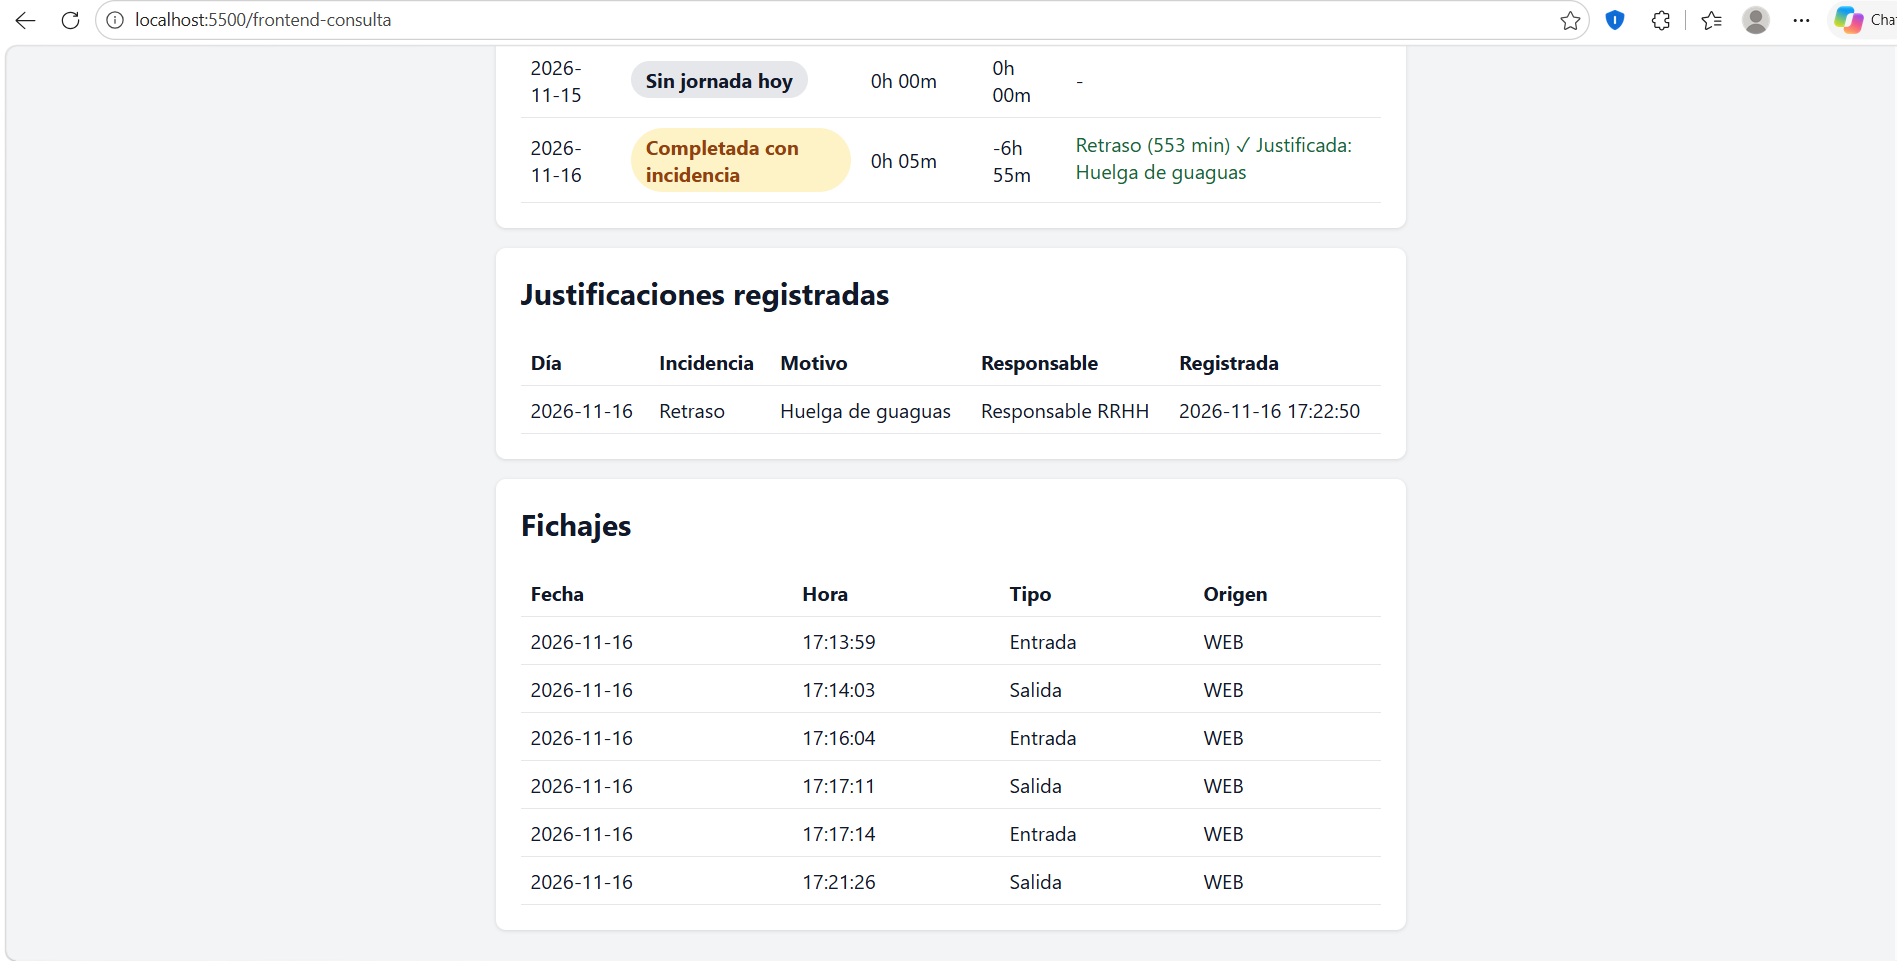 localhost:5500/frontend-consulta
Cha
2026-11-15 Sin jornada hoy 0h 00m 0h 00m -
2026-11-16 Completada con incidencia 0h 05m -6h 55m Retraso (553 min) ✓ Justificada: Huelga de guaguas
Justificaciones registradas
Día Incidencia Motivo Responsable Registrada
2026-11-16 Retraso Huelga de guaguas Responsable RRHH 2026-11-16 17:22:50
Fichajes
Fecha Hora Tipo Origen
2026-11-16 17:13:59 Entrada WEB
2026-11-16 17:14:03 Salida WEB
2026-11-16 17:16:04 Entrada WEB
2026-11-16 17:17:11 Salida WEB
2026-11-16 17:17:14 Entrada WEB
2026-11-16 17:21:26 Salida WEB